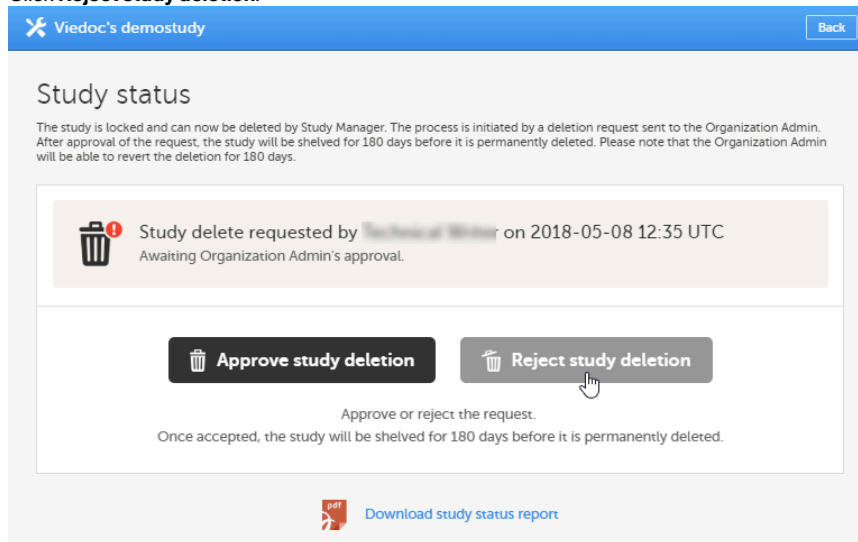 Click Reject study deletion.
Viedoc's demostudy
Back
Study status
The study is locked and can now be deleted by Study Manager. The process is initiated by a deletion request sent to the Organization Admin.
After approval of the request, the study will be shelved for 180 days before it is permanently deleted. Please note that the Organization Admin
will be able to revert the deletion for 180 days.
Study delete requested by on 2018-05-08 12:35 UTC
Awaiting Organization Admin's approval.
Approve study deletion
Reject study deletion
Approve or reject the request.
Once accepted, the study will be shelved for 180 days before it is permanently deleted.
pdf
Download study status report